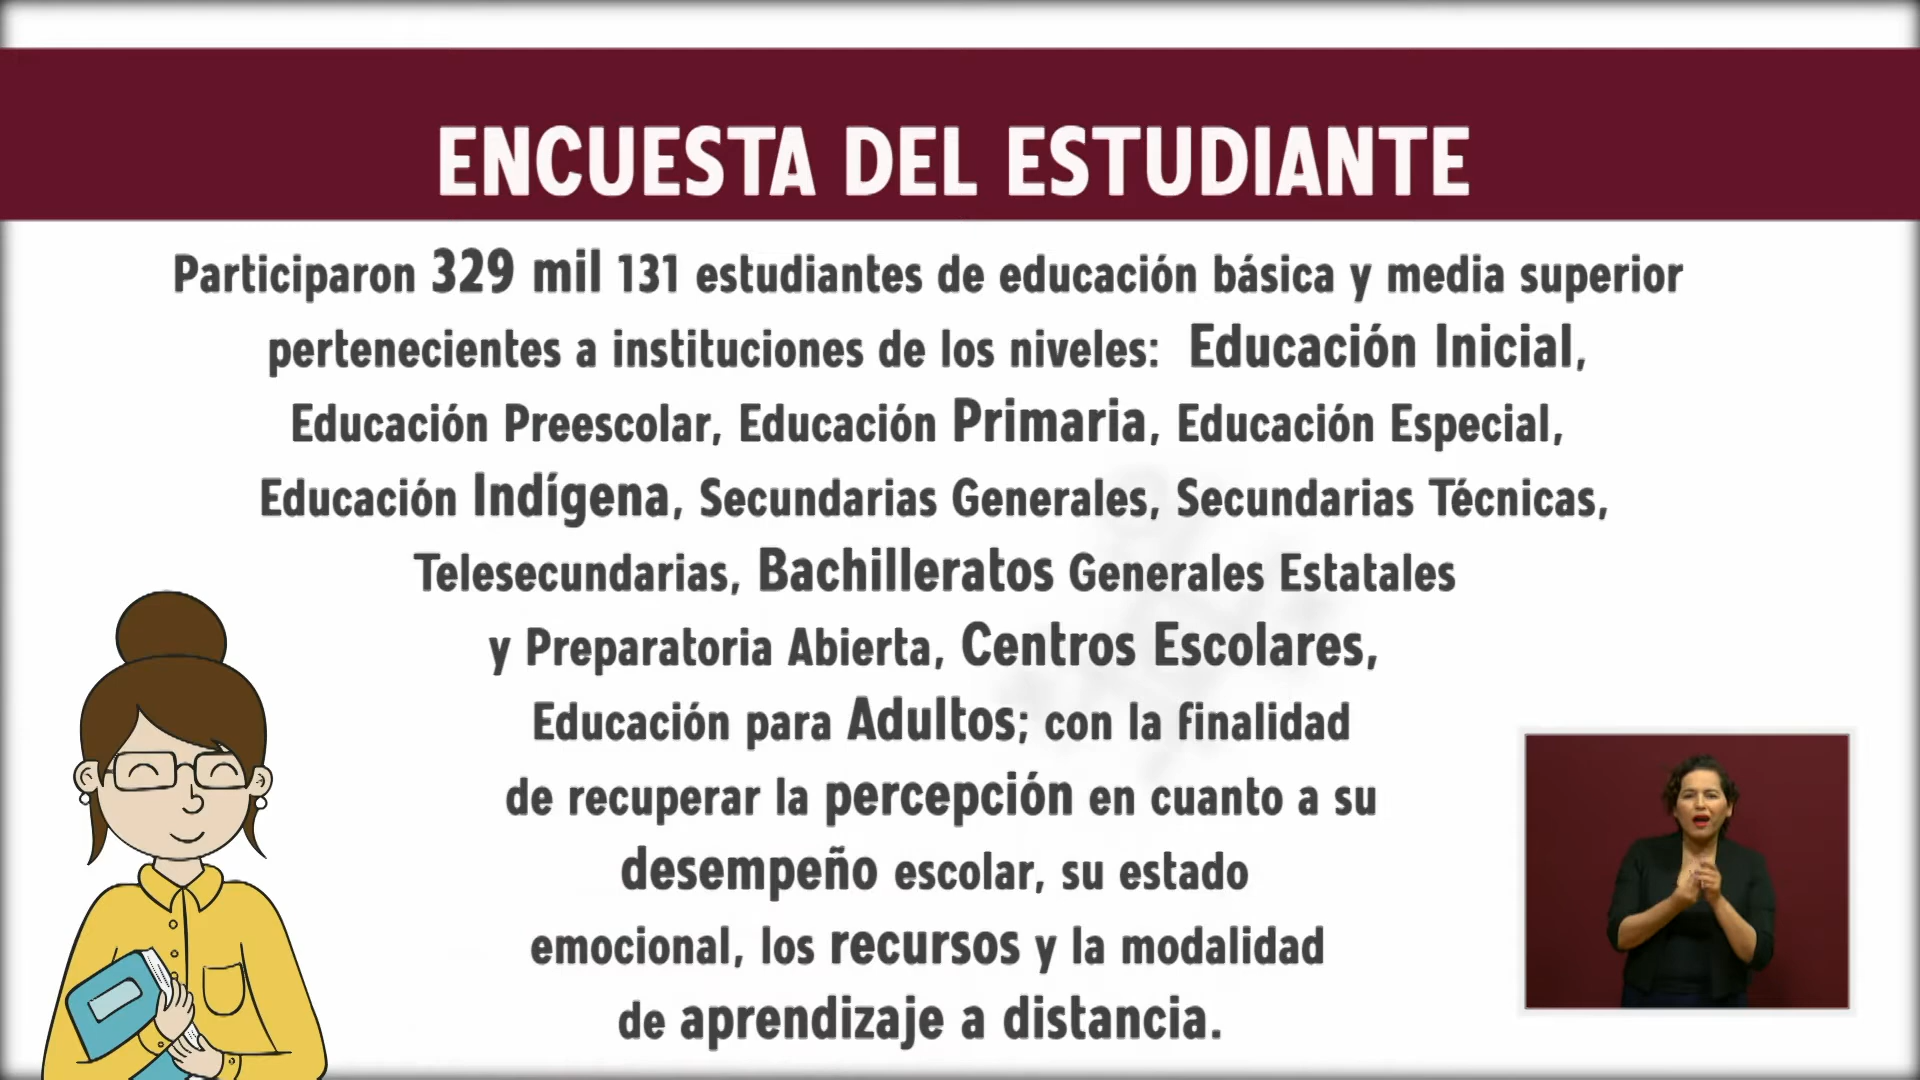 ENCUESTA DEL ESTUDIANTE
Participaron 329 mil 131 estudiantes de educación básica y media superior
pertenecientes a instituciones de los niveles: Educación Inicial,
Educación Preescolar, Educación Primaria, Educación Especial,
Educación Indígena, Secundarias Generales, Secundarias Técnicas,
Telesecundarias, Bachilleratos Generales Estatales
y Preparatoria Abierta, Centros Escolares,
Educación para Adultos; con la finalidad
de recuperar la percepción en cuanto a su
desempeño escolar, su estado
emocional, los recursos y la modalidad
de aprendizaje a distancia.